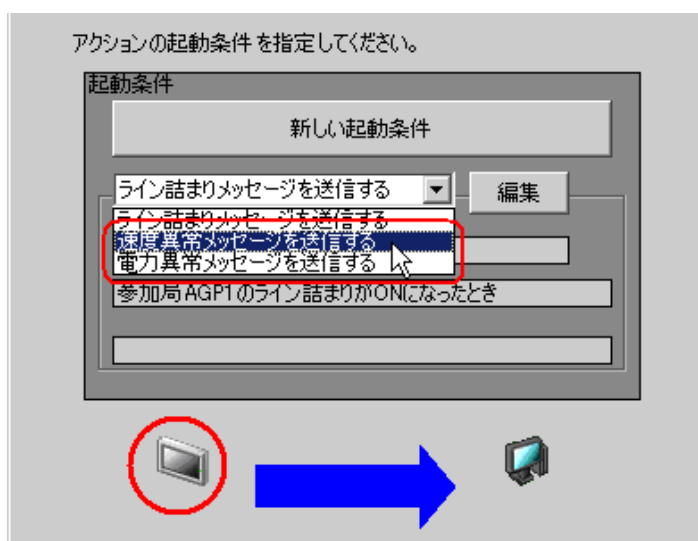 アクションの起動条件を指定してください。
起動条件
新しい起動条件
ライン詰まりメッセージを送信する
編集
ライン詰まりメッセージを送信する
速度異常メッセージを送信する
電力異常メッセージを送信する
参加局AGP1のライン詰まりがONになったとき